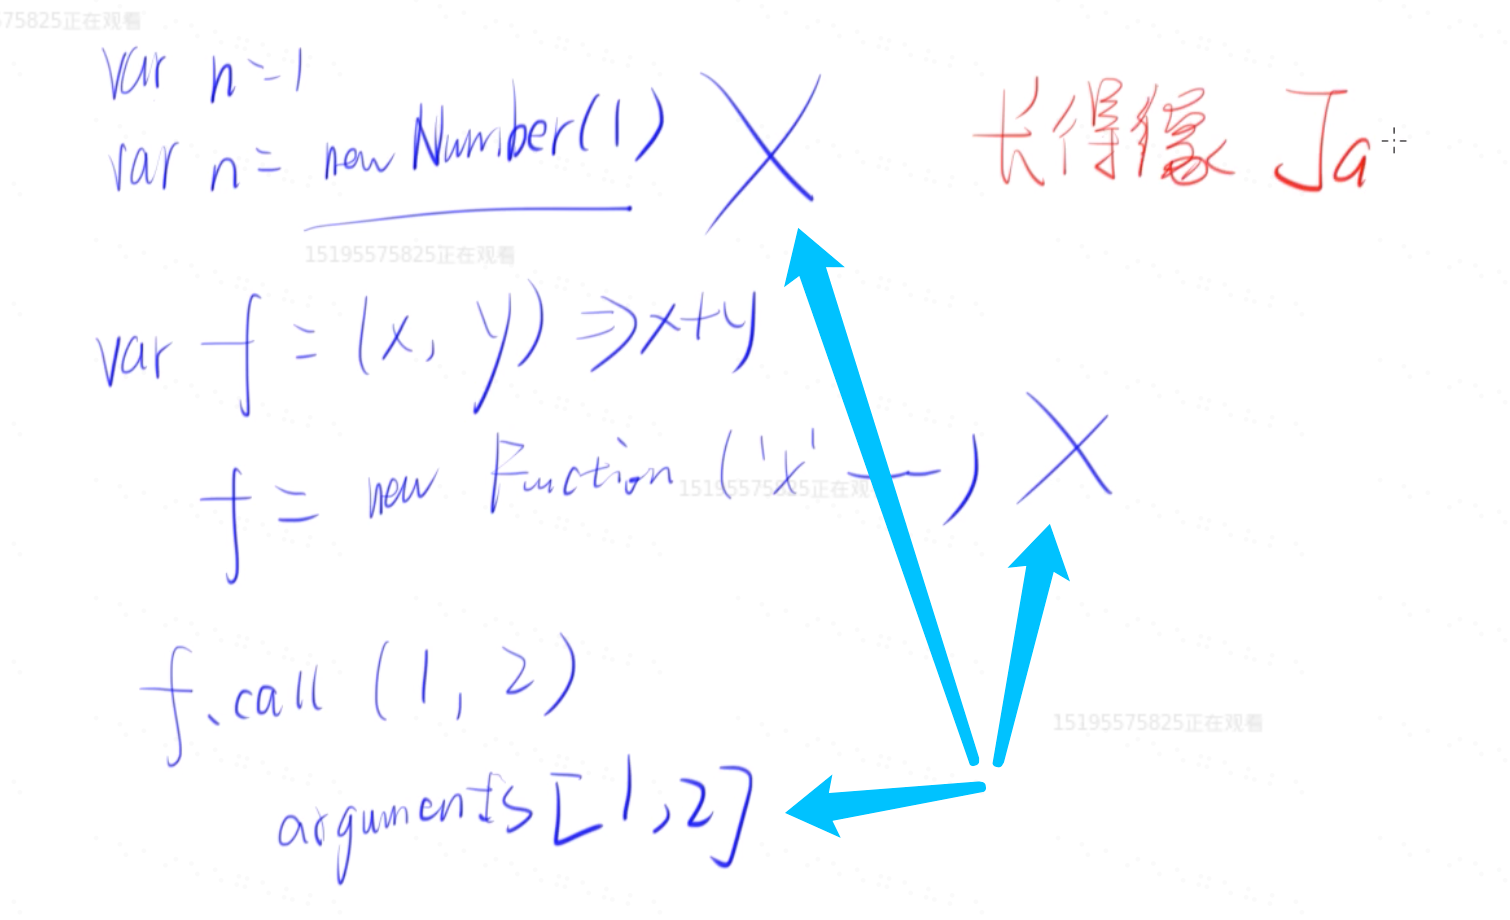 75825正在观看
var n=1
var n= new Number(1) X
长得像 Ja
15195575825正在观看
var f = (x, y) => x+y
f = new Function ('x' —) X
15195575825正在观
f.call (1, 2)
15195575825正在观看
arguments [1,2]